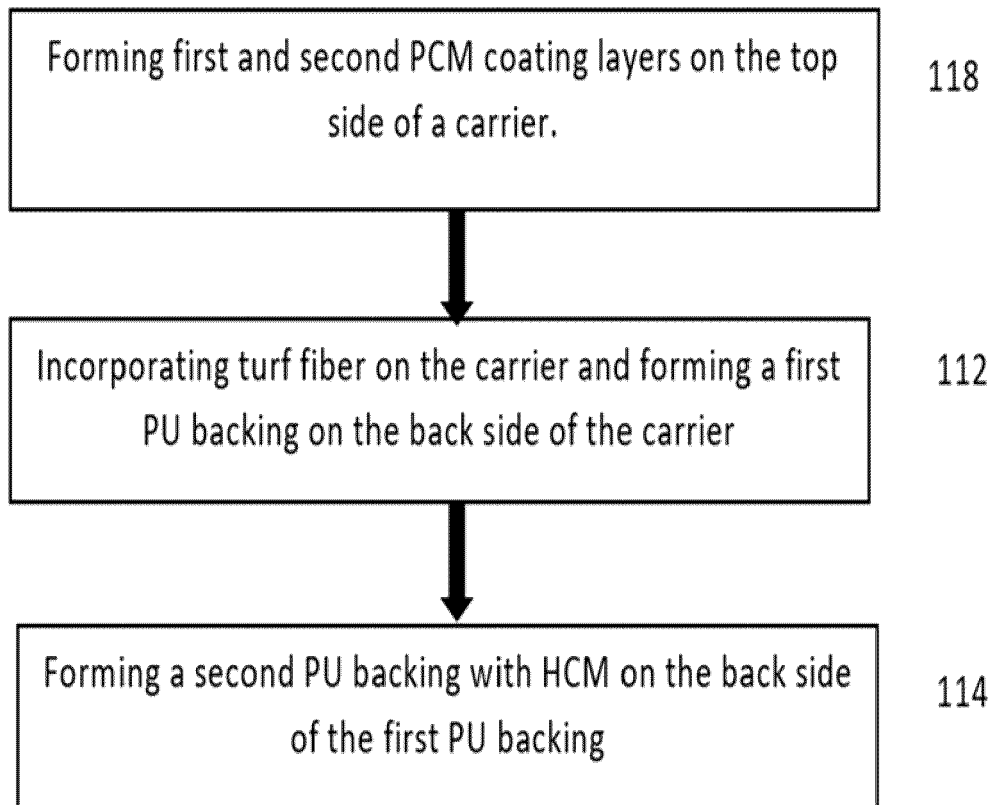 Forming first and second PCM coating layers on the top
side of a carrier.
118
Incorporating turf fiber on the carrier and forming a first
PU backing on the back side of the carrier
112
Forming a second PU backing with HCM on the back side
of the first PU backing
114